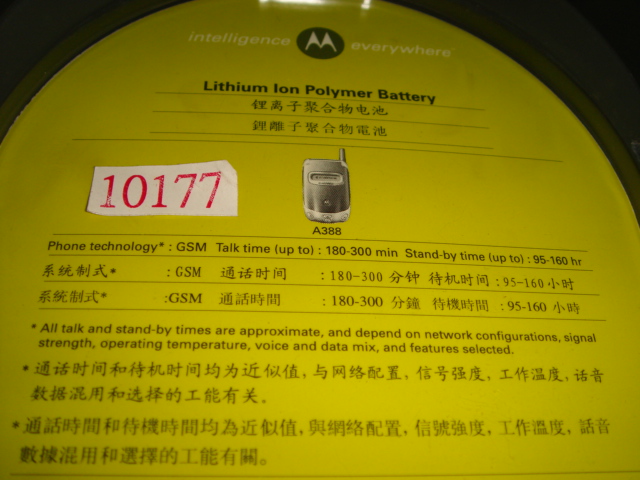 intelligence everywhere™
Lithium Ion Polymer Battery
锂离子聚合物电池
鋰離子聚合物電池
10177
A388
Phone technology* : GSM Talk time (up to) : 180-300 min Stand-by time (up to) : 95-160 hr
系统制式* : GSM 通话时间 : 180-300 分钟 待机时间 : 95-160 小时
系統制式* :GSM 通話時間 : 180-300 分鐘 待機時間 : 95-160 小時
* All talk and stand-by times are approximate, and depend on network configurations, signal
strength, operating temperature, voice and data mix, and features selected.
* 通话时间和待机时间均为近似值, 与网络配置, 信号强度, 工作温度, 话音
数据混用和选择的工能有关。
* 通話時間和待機時間均為近似值, 與網絡配置, 信號強度, 工作溫度, 話音
數據混用和選擇的工能有關。